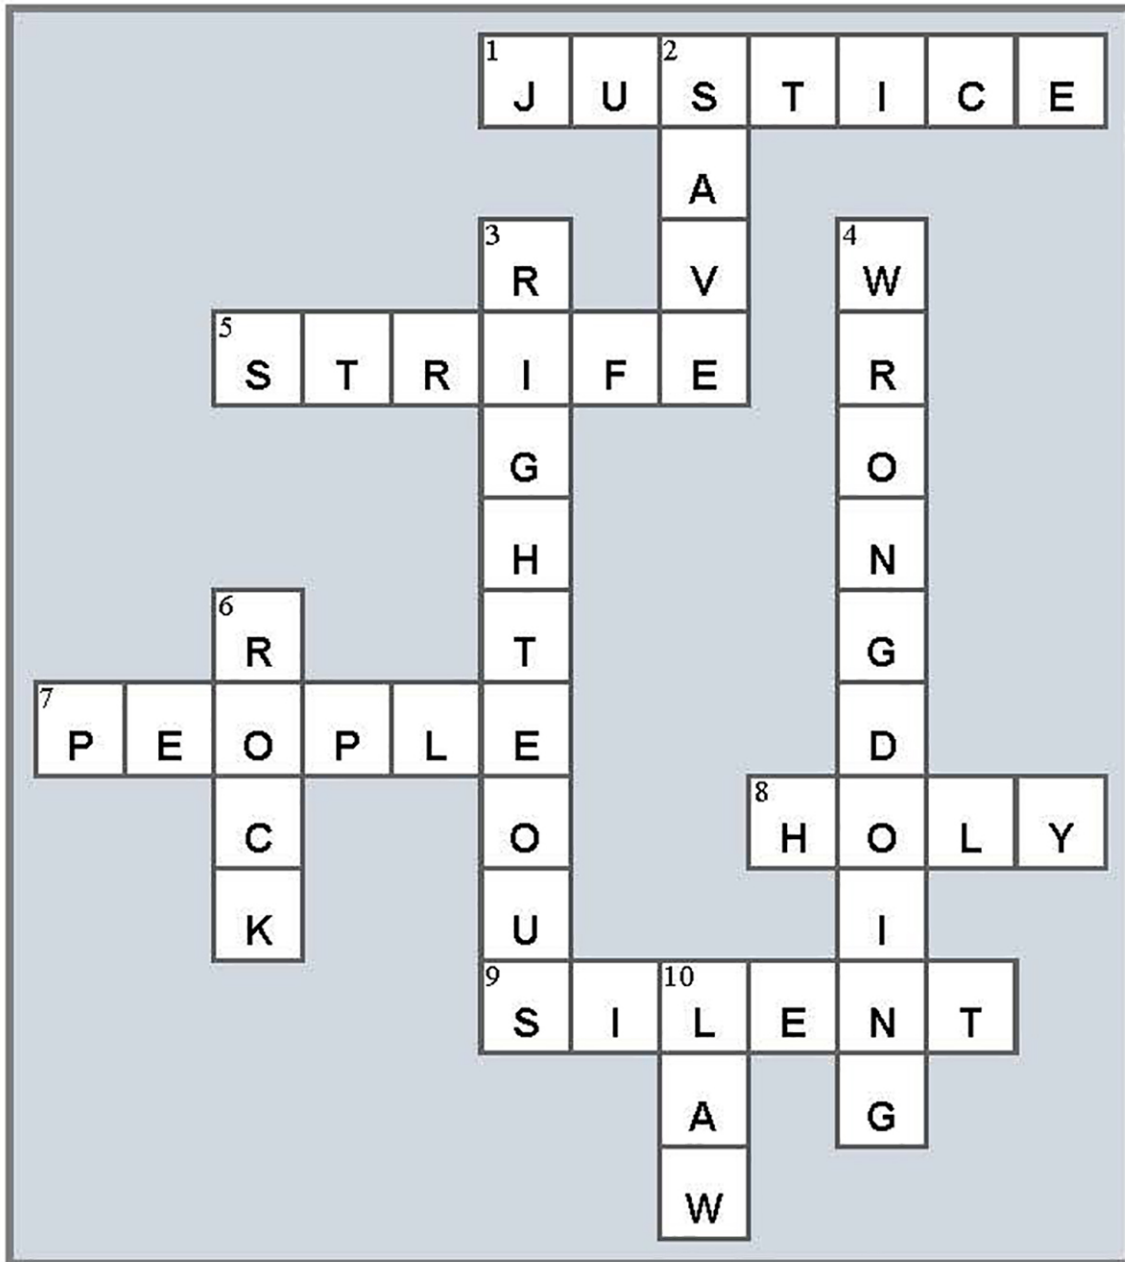 1 J U 2 S T I C E
A
3 R V 4 W
5 S T R I F E R
G O
H N
6 R T G
7 P E O P L E D
C O 8 H O L Y
K U I
9 S I 10 L E N T
A G
W